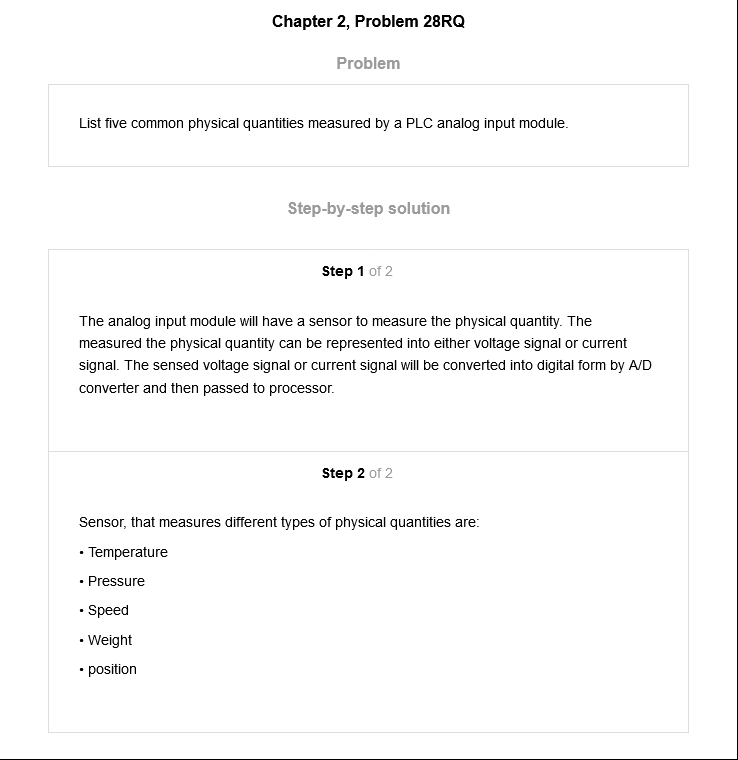 Chapter 2, Problem 28RQ
Problem
List five common physical quantities measured by a PLC analog input module.
Step-by-step solution
Step 1 of 2
The analog input module will have a sensor to measure the physical quantity. The
measured the physical quantity can be represented into either voltage signal or current
signal. The sensed voltage signal or current signal will be converted into digital form by A/D
converter and then passed to processor.
Step 2 of 2
Sensor, that measures different types of physical quantities are:
• Temperature
• Pressure
• Speed
• Weight
• position